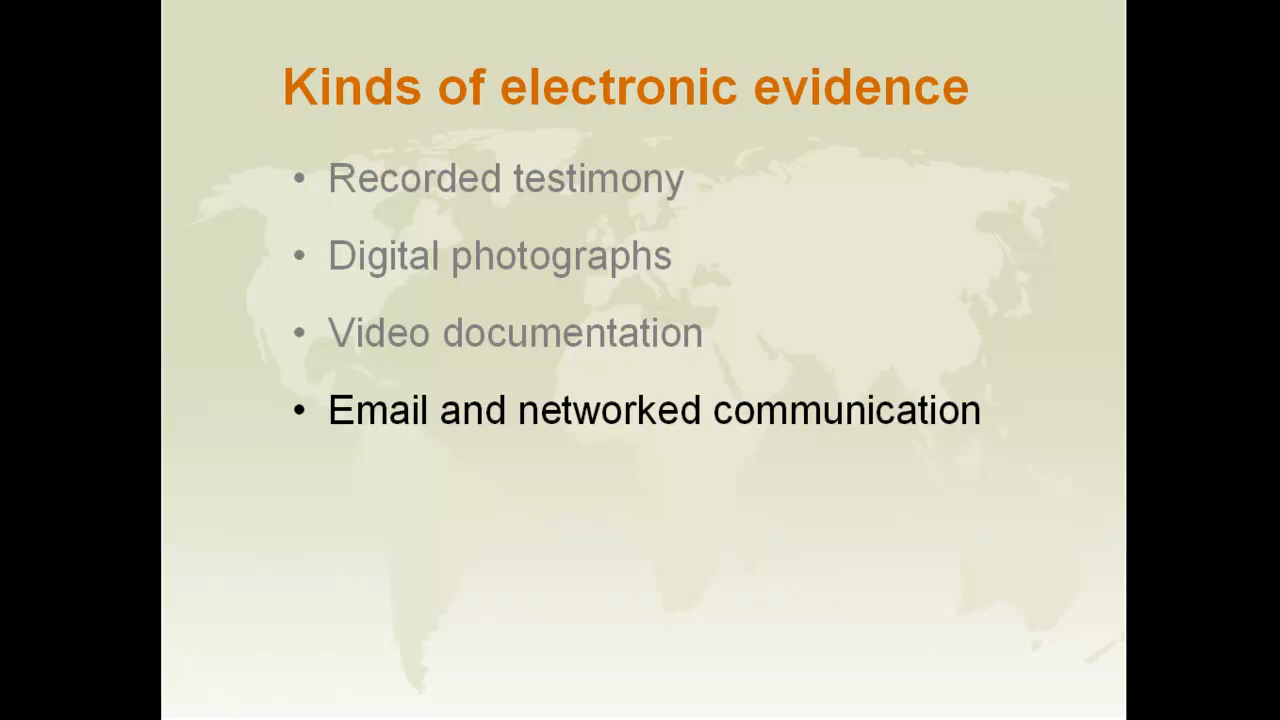 Kinds of electronic evidence
• Recorded testimony
• Digital photographs
• Video documentation
• Email and networked communication